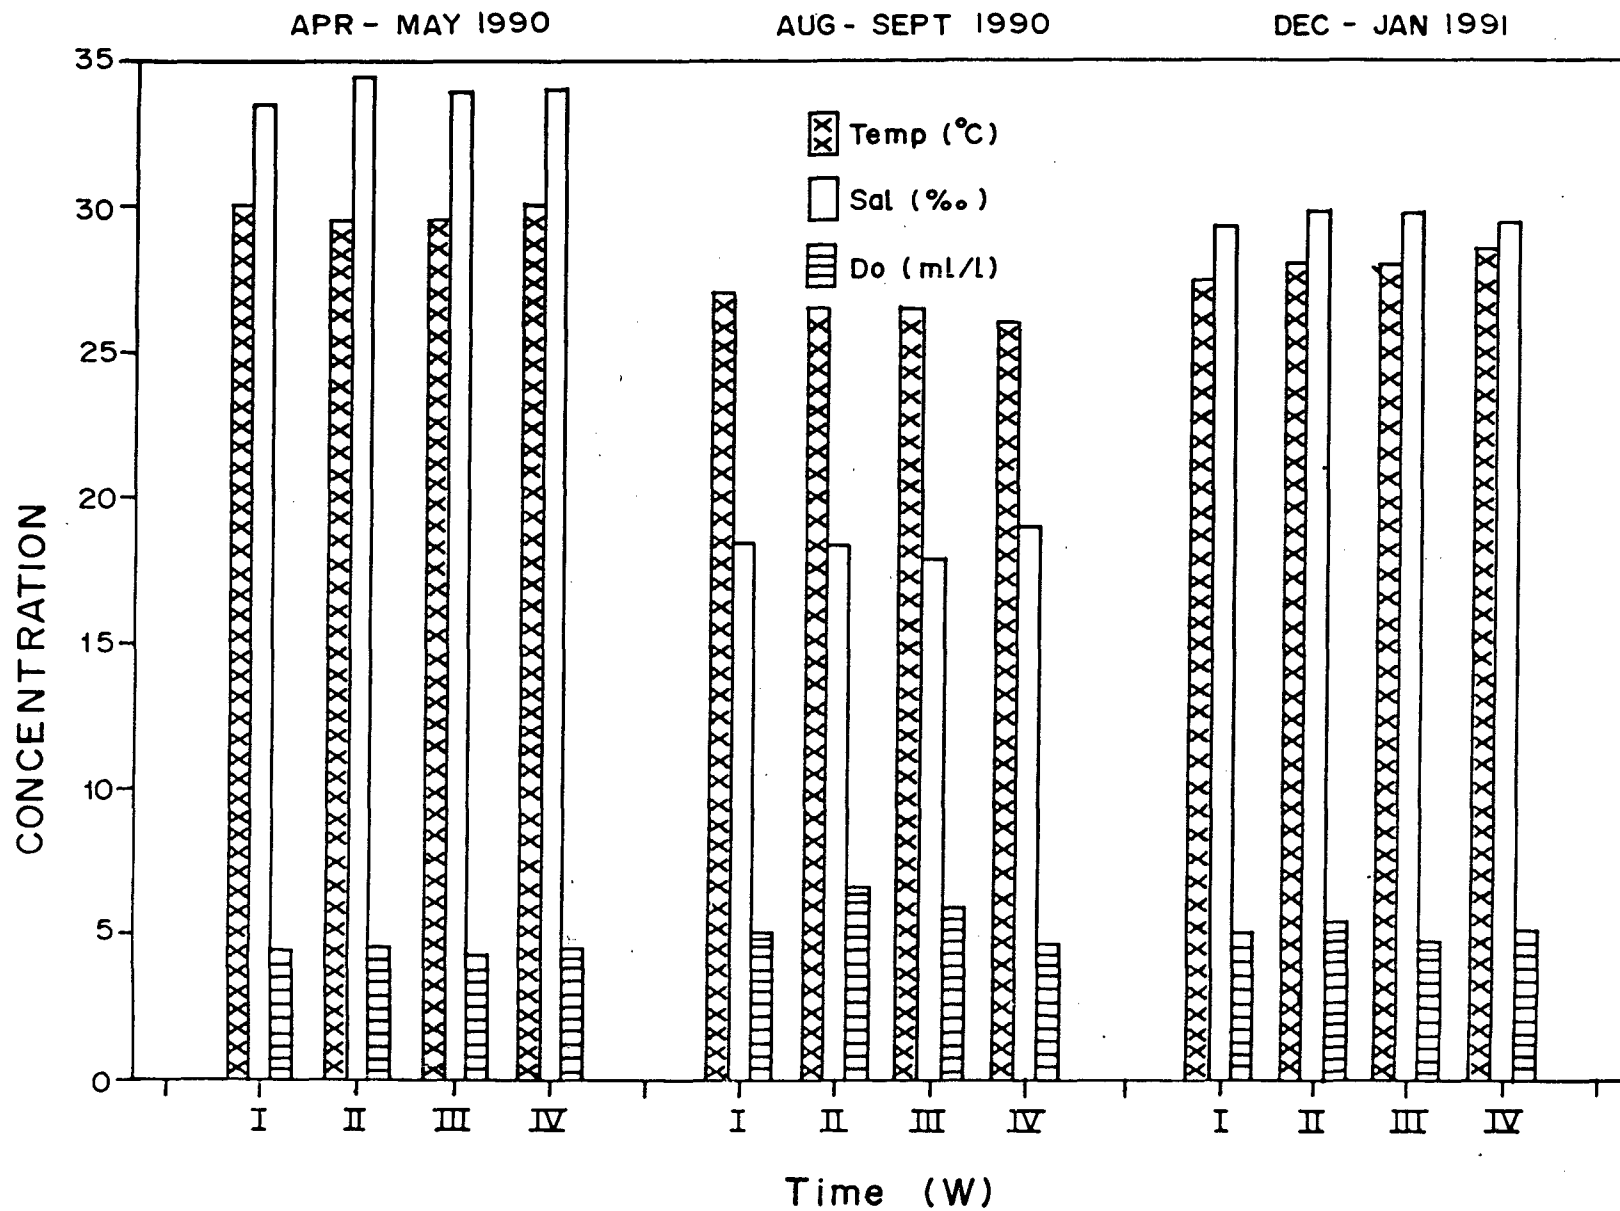 APR - MAY 1990 AUG - SEPT 1990 DEC - JAN 1991
35
30
25
20
15
10
5
0
CONCENTRATION
Temp (°C)
Sal (‰)
Do (ml/l)
I II III IV I II III IV I II III IV
Time (W)